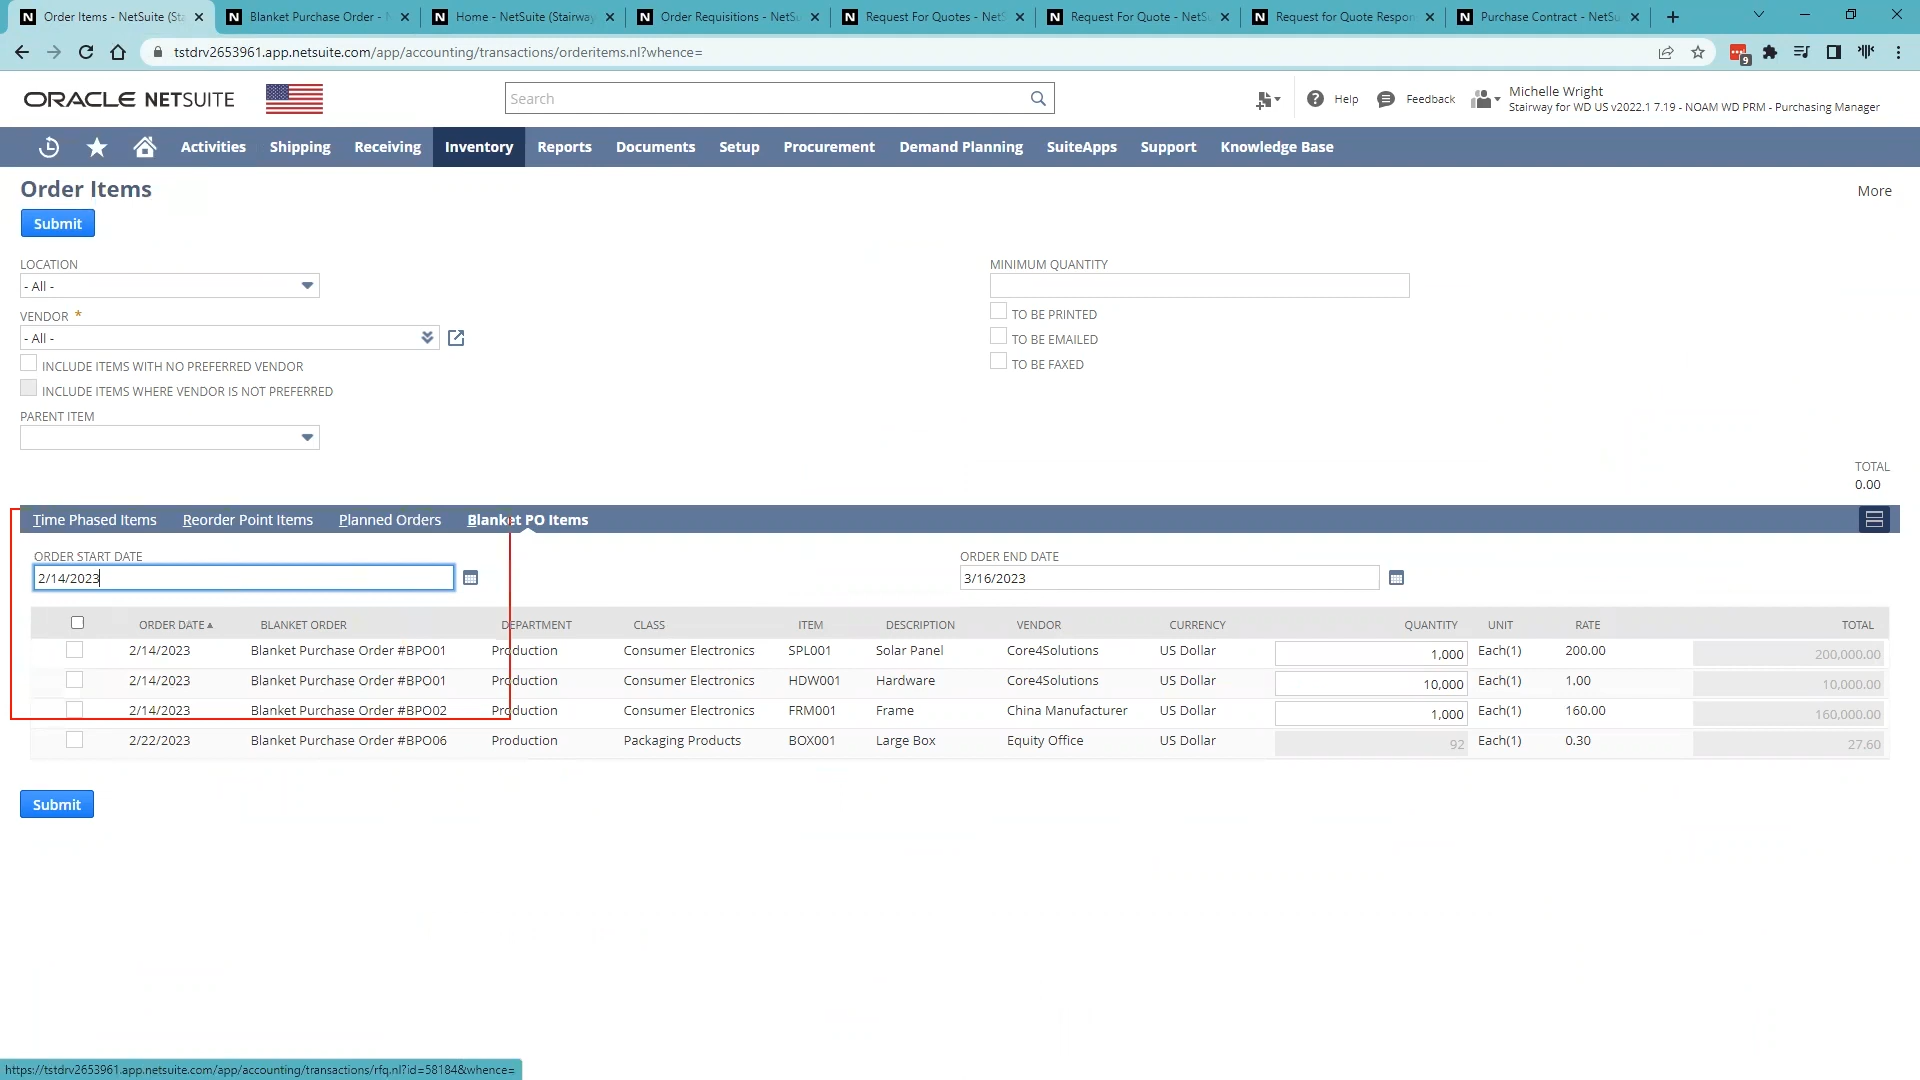 Order Items - NetSuite (Sta
Blanket Purchase Order - N
Home - NetSuite (Stairway
Order Requisitions - NetSu
Request For Quotes - NetS
Request For Quote - NetSu
Request for Quote Respon
Purchase Contract - NetSu
tstdrv2653961.app.netsuite.com/app/accounting/transactions/orderitems.nl?whence=
9
ORACLE NETSUITE
Search
Help
Feedback
Michelle Wright
Stairway for WD US v2022.1 7.19 - NOAM WD PRM - Purchasing Manager
Activities Shipping Receiving Inventory Reports Documents Setup Procurement Demand Planning SuiteApps Support Knowledge Base
Order Items
More
Submit
LOCATION
- All -
VENDOR *
- All -
INCLUDE ITEMS WITH NO PREFERRED VENDOR
INCLUDE ITEMS WHERE VENDOR IS NOT PREFERRED
PARENT ITEM
MINIMUM QUANTITY
TO BE PRINTED
TO BE EMAILED
TO BE FAXED
TOTAL
0.00
Time Phased Items Reorder Point Items Planned Orders Blanket PO Items
ORDER START DATE
2/14/2023
ORDER END DATE
3/16/2023
ORDER DATE BLANKET ORDER DEPARTMENT CLASS ITEM DESCRIPTION VENDOR CURRENCY QUANTITY UNIT RATE TOTAL
2/14/2023 Blanket Purchase Order #BPO01 Production Consumer Electronics SPL001 Solar Panel Core4Solutions US Dollar 1,000 Each(1) 200.00 200,000.00
2/14/2023 Blanket Purchase Order #BPO01 Production Consumer Electronics HDW001 Hardware Core4Solutions US Dollar 10,000 Each(1) 1.00 10,000.00
2/14/2023 Blanket Purchase Order #BPO02 Production Consumer Electronics FRM001 Frame China Manufacturer US Dollar 1,000 Each(1) 160.00 160,000.00
2/22/2023 Blanket Purchase Order #BPO06 Production Packaging Products BOX001 Large Box Equity Office US Dollar 92 Each(1) 0.30 27.60
Submit
https://tstdrv2653961.app.netsuite.com/app/accounting/transactions/rfq.nl?id=58184&whence=